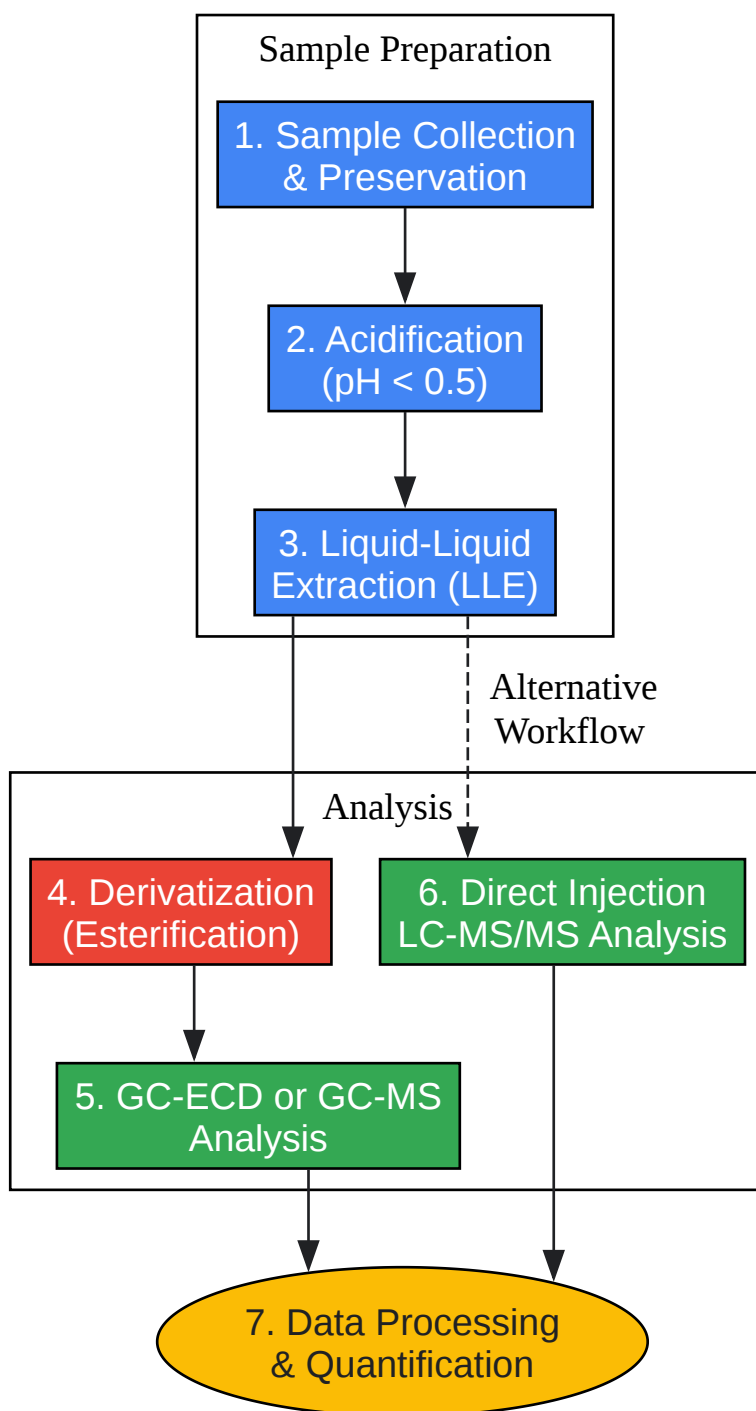 Sample Preparation
1. Sample Collection
& Preservation
2. Acidification
(pH < 0.5)
3. Liquid-Liquid
Extraction (LLE)
Alternative
Workflow
Analysis
4. Derivatization
(Esterification)
6. Direct Injection
LC-MS/MS Analysis
5. GC-ECD or GC-MS
Analysis
7. Data Processing
& Quantification